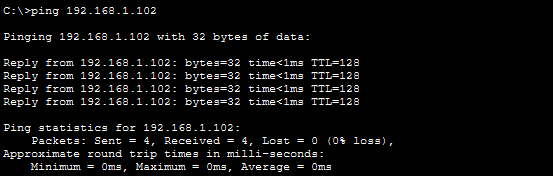 C:\>ping 192.168.1.102
Pinging 192.168.1.102 with 32 bytes of data:
Reply from 192.168.1.102: bytes=32 time<1ms TTL=128
Reply from 192.168.1.102: bytes=32 time<1ms TTL=128
Reply from 192.168.1.102: bytes=32 time<1ms TTL=128
Reply from 192.168.1.102: bytes=32 time<1ms TTL=128
Ping statistics for 192.168.1.102:
    Packets: Sent = 4, Received = 4, Lost = 0 (0% loss),
Approximate round trip times in milli-seconds:
    Minimum = 0ms, Maximum = 0ms, Average = 0ms